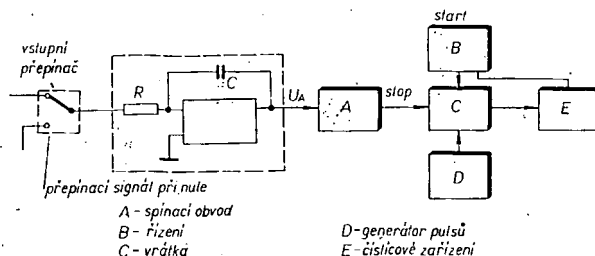 start
vstupní
přepínač
B
R
C
U_A
A
stop
C
E
D
přepínací signál při nule
A - spínací obvod
B - řízení
C - vrátka
D - generátor pulsů
E - číslicové zařízení